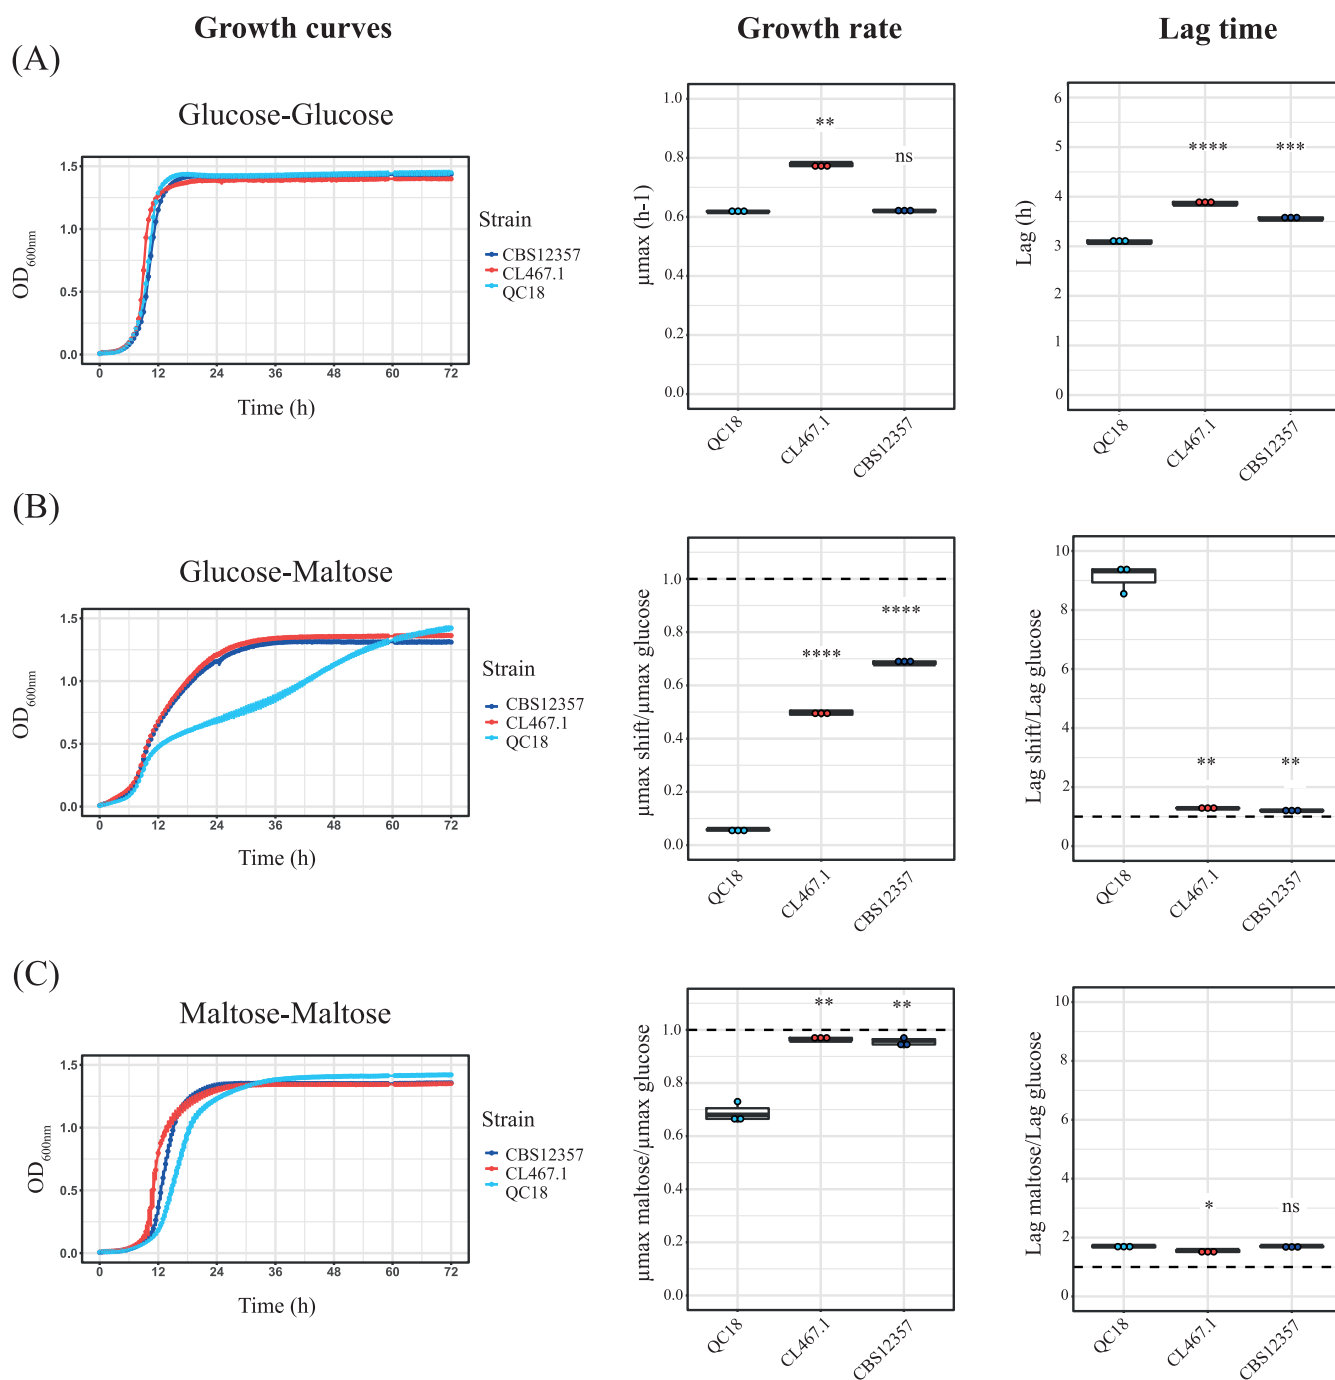 Growth curves
Growth rate
Lag time
(A)
Glucose-Glucose
OD600nm
1.5
1.0
0.5
0.0
0 12 24 36 48 60 72
Time (h)
Strain
CBS12357
CL467.1
QC18
µmax (h-1)
1.0
0.8
0.6
0.4
0.2
0.0
**
ns
QC18
CL467.1
CBS12357
Lag (h)
6
5
4
3
2
1
0
****
***
QC18
CL467.1
CBS12357
(B)
Glucose-Maltose
OD600nm
1.5
1.0
0.5
0.0
0 12 24 36 48 60 72
Time (h)
Strain
CBS12357
CL467.1
QC18
µmax shift/µmax glucose
1.0
0.8
0.6
0.4
0.2
0.0
****
****
QC18
CL467.1
CBS12357
Lag shift/Lag glucose
10
8
6
4
2
0
**
**
QC18
CL467.1
CBS12357
(C)
Maltose-Maltose
OD600nm
1.5
1.0
0.5
0.0
0 12 24 36 48 60 72
Time (h)
Strain
CBS12357
CL467.1
QC18
µmax maltose/µmax glucose
1.0
0.8
0.6
0.4
0.2
0.0
**
**
QC18
CL467.1
CBS12357
Lag maltose/Lag glucose
10
8
6
4
2
0
*
ns
QC18
CL467.1
CBS12357